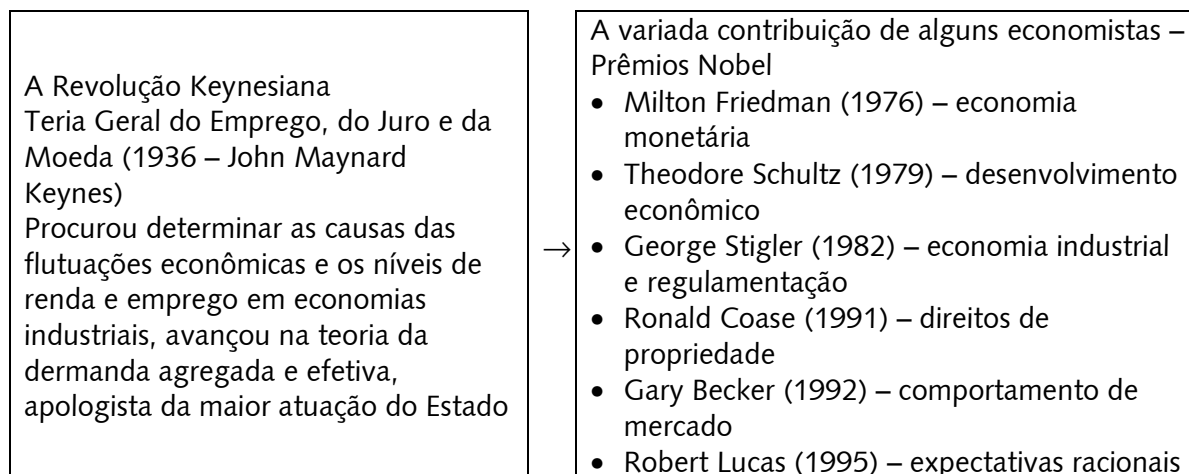 A Revolução Keynesiana
Teria Geral do Emprego, do Juro e da
Moeda (1936 – John Maynard
Keynes)
Procurou determinar as causas das
flutuações econômicas e os níveis de
renda e emprego em economias
industriais, avançou na teoria da
dermanda agregada e efetiva,
apologista da maior atuação do Estado
→
A variada contribuição de alguns economistas –
Prêmios Nobel
• Milton Friedman (1976) – economia
monetária
• Theodore Schultz (1979) – desenvolvimento
econômico
• George Stigler (1982) – economia industrial
e regulamentação
• Ronald Coase (1991) – direitos de
propriedade
• Gary Becker (1992) – comportamento de
mercado
• Robert Lucas (1995) – expectativas racionais